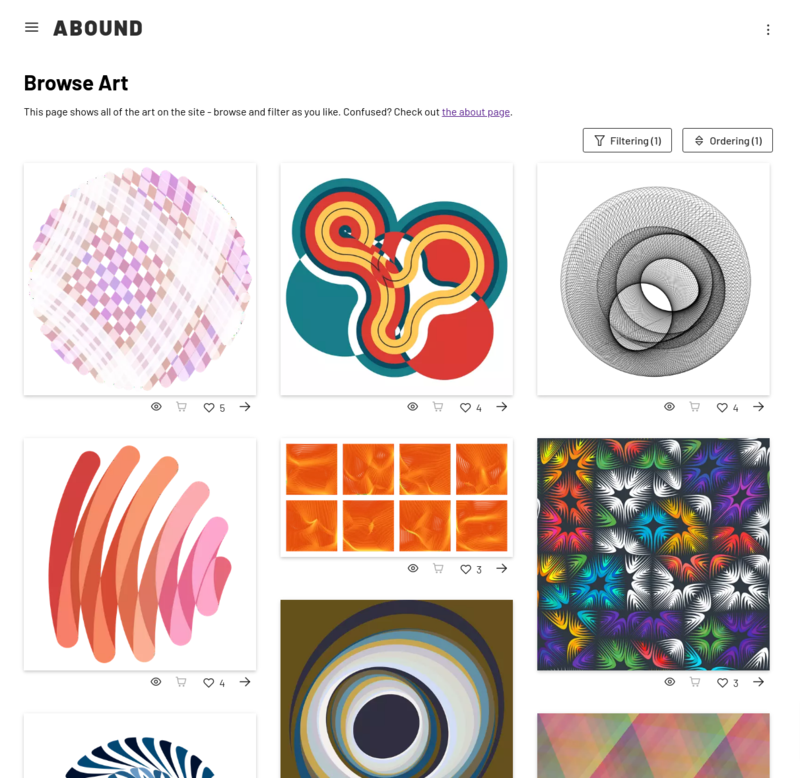 ABOUND
Browse Art
This page shows all of the art on the site – browse and filter as you like. Confused? Check out the about page.
Filtering (1) Ordering (1)
5 4 4
3
4 3